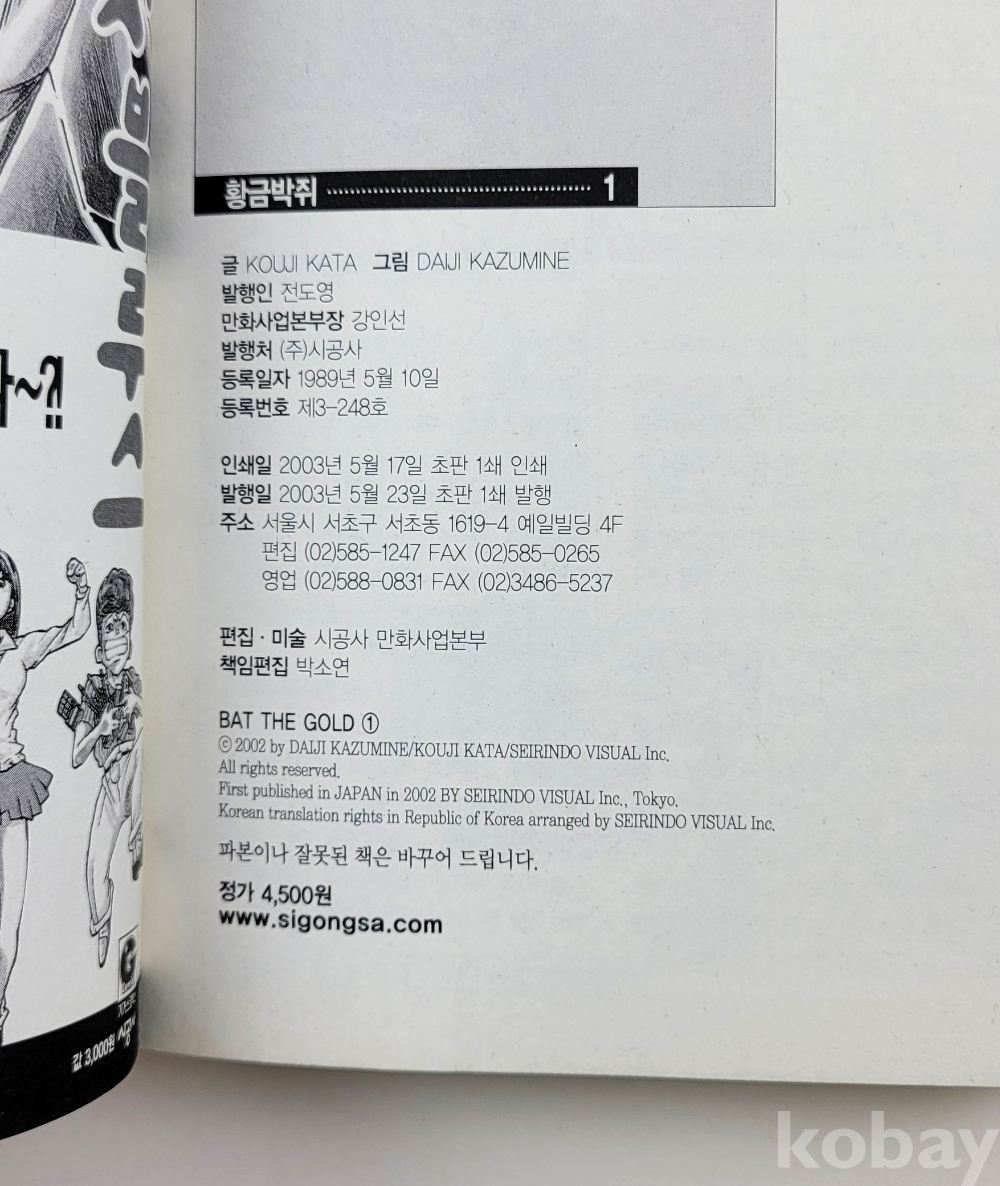 황금박쥐 1
글 KOUJI KATA 그림 DAIJI KAZUMINE
발행인 전도영
만화사업본부장 강인선
발행처 (주)시공사
등록일자 1989년 5월 10일
등록번호 제3-248호
인쇄일 2003년 5월 17일 초판 1쇄 인쇄
발행일 2003년 5월 23일 초판 1쇄 발행
주소 서울시 서초구 서초동 1619-4 예일빌딩 4F
편집 (02)585-1247 FAX (02)585-0265
영업 (02)588-0831 FAX (02)3486-5237
편집·미술 시공사 만화사업본부
책임편집 박소연
BAT THE GOLD ①
ⓒ 2002 by DAIJI KAZUMINE/KOUJI KATA/SEIRINDO VISUAL Inc.
All rights reserved.
First published in JAPAN in 2002 BY SEIRINDO VISUAL Inc., Tokyo.
Korean translation rights in Republic of Korea arranged by SEIRINDO VISUAL Inc.
파본이나 잘못된 책은 바꾸어 드립니다.
정가 4,500원
www.sigongsa.com
G
값 3,000원
kobay